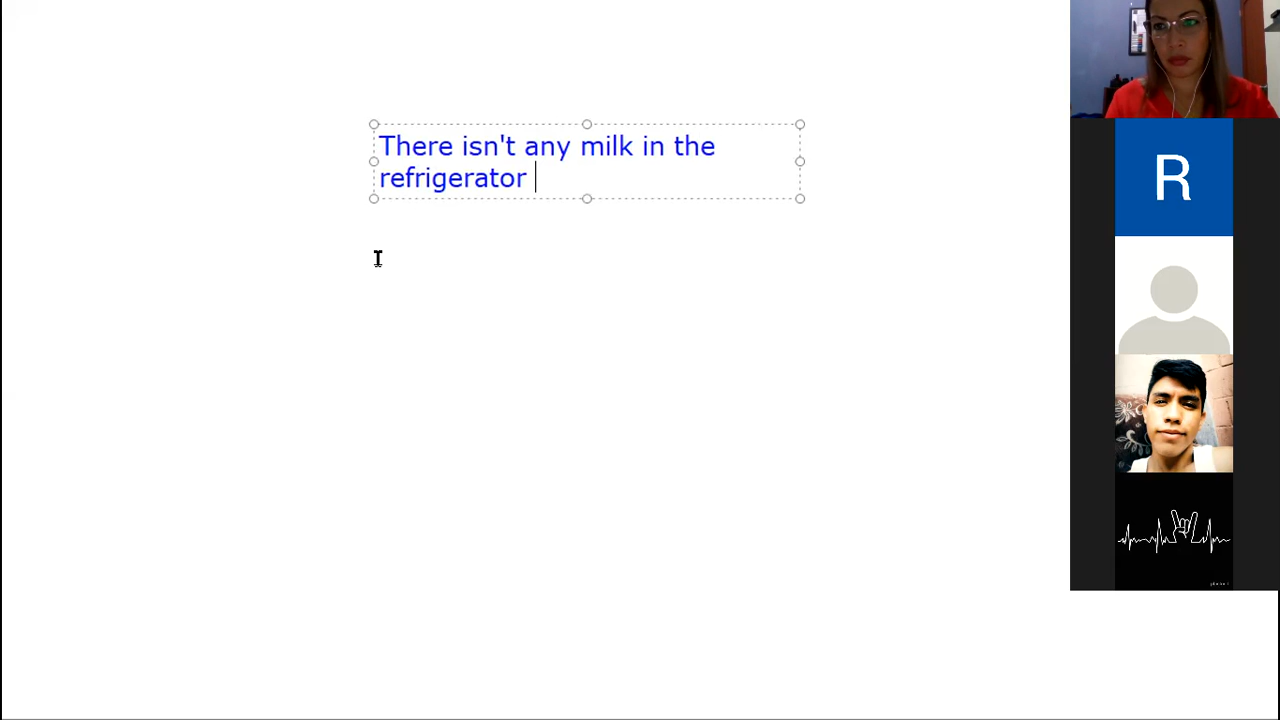 There isn't any milk in the
refrigerator
R